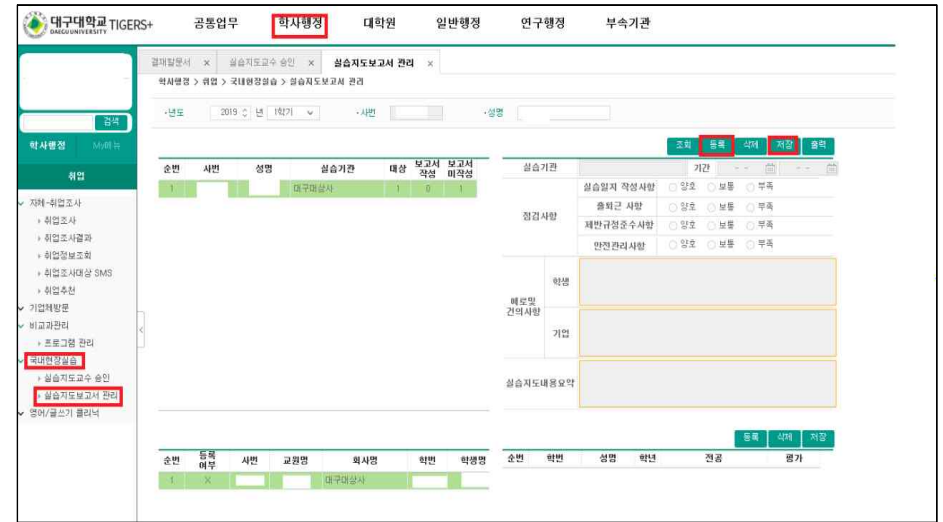 대구대학교 TIGERS+
DAEGU UNIVERSITY
공통업무 학사행정 대학원 일반행정 연구행정 부속기관
결재할문서 × 실습지도교수 승인 × 실습지도보고서 관리 ×
학사행정 > 취업 > 국내현장실습 > 실습지도보고서 관리
·년도 2019 년 1학기 ·사번 ·성명
검색
학사행정 My메뉴
취업
자체-취업조사
취업조사
취업조사결과
취업정보조회
취업조사대상 SMS
취업추천
기업체방문
비교과관리
프로그램 관리
국내현장실습
실습지도교수 승인
실습지도보고서 관리
영어/글쓰기 클리닉
조회 등록 삭제 저장 출력
순번 사번 성명 실습기관 대상 보고서 작성 보고서 미작성
1 대구대상사 1 0 1
실습기관 기간 - - - -
점검사항
실습일지 작성사항 양호 보통 부족
출퇴근 사항 양호 보통 부족
제반규정준수사항 양호 보통 부족
안전관리사항 양호 보통 부족
애로및
건의사항
학생
기업
실습지도내용요약
등록 삭제 저장
순번 등록여부 사번 교원명 회사명 학번 학생명
1 X 대구대상사
순번 학번 성명 학년 전공 평가